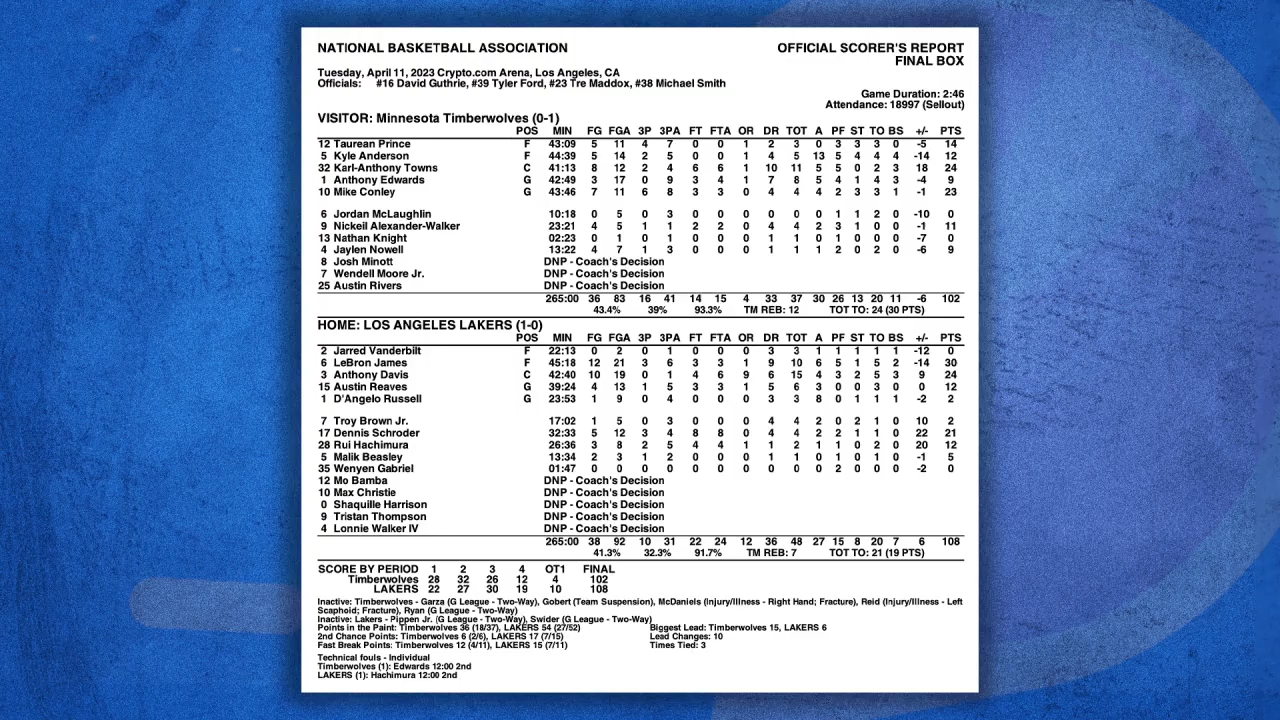 NATIONAL BASKETBALL ASSOCIATION OFFICIAL SCORER'S REPORT
FINAL BOX
Tuesday, April 11, 2023 Crypto.com Arena, Los Angeles, CA
Officials: #16 David Guthrie, #39 Tyler Ford, #23 Tre Maddox, #38 Michael Smith
Game Duration: 2:46
Attendance: 18997 (Sellout)
VISITOR: Minnesota Timberwolves (0-1)
POS MIN FG FGA 3P 3PA FT FTA OR DR TOT A PF ST TO BS +/- PTS
12 Taurean Prince F 43:09 5 11 4 7 0 0 1 2 3 0 3 3 3 0 -5 14
5 Kyle Anderson F 44:39 5 14 2 5 0 0 1 4 5 13 5 4 4 4 -14 12
32 Karl-Anthony Towns C 41:13 8 12 2 4 6 6 1 10 11 5 5 0 2 3 18 24
1 Anthony Edwards G 42:49 3 17 0 9 3 4 1 7 8 5 4 1 4 3 -4 9
10 Mike Conley G 43:46 7 11 6 8 3 3 0 4 4 4 2 3 3 1 -1 23
6 Jordan McLaughlin 10:18 0 5 0 3 0 0 0 0 0 0 1 1 2 0 -10 0
9 Nickeil Alexander-Walker 23:21 4 5 1 1 2 2 0 4 4 2 3 1 0 0 -1 11
13 Nathan Knight 02:23 0 1 0 1 0 0 0 1 1 0 1 0 0 0 -7 0
4 Jaylen Nowell 13:22 4 7 1 3 0 0 0 1 1 1 2 0 2 0 -6 9
8 Josh Minott DNP - Coach's Decision
7 Wendell Moore Jr. DNP - Coach's Decision
25 Austin Rivers DNP - Coach's Decision
265:00 36 83 16 41 14 15 4 33 37 30 26 13 20 11 -6 102
43.4% 39% 93.3% TM REB: 12 TOT TO: 24 (30 PTS)
HOME: LOS ANGELES LAKERS (1-0)
POS MIN FG FGA 3P 3PA FT FTA OR DR TOT A PF ST TO BS +/- PTS
2 Jarred Vanderbilt F 22:13 0 2 0 1 0 0 0 3 3 1 1 1 1 1 -12 0
6 LeBron James F 45:18 12 21 3 6 3 3 1 9 10 6 5 1 5 2 -14 30
3 Anthony Davis C 42:40 10 19 0 1 4 6 9 6 15 4 3 2 5 3 9 24
15 Austin Reaves G 39:24 4 13 1 5 3 3 1 5 6 3 0 0 3 0 0 12
1 D'Angelo Russell G 23:53 1 9 0 4 0 0 0 3 3 8 0 1 1 1 -2 2
7 Troy Brown Jr. 17:02 1 5 0 3 0 0 0 4 4 2 0 2 1 0 10 2
17 Dennis Schroder 32:33 5 12 3 4 8 8 0 4 4 2 2 1 1 0 22 21
28 Rui Hachimura 26:36 3 8 2 5 4 4 1 1 2 1 1 0 2 0 20 12
5 Malik Beasley 13:34 2 3 1 2 0 0 0 1 1 0 1 0 1 0 -1 5
35 Wenyen Gabriel 01:47 0 0 0 0 0 0 0 0 0 0 2 0 0 0 -2 0
12 Mo Bamba DNP - Coach's Decision
10 Max Christie DNP - Coach's Decision
0 Shaquille Harrison DNP - Coach's Decision
9 Tristan Thompson DNP - Coach's Decision
4 Lonnie Walker IV DNP - Coach's Decision
265:00 38 92 10 31 22 24 12 36 48 27 15 8 20 7 6 108
41.3% 32.3% 91.7% TM REB: 7 TOT TO: 21 (19 PTS)
SCORE BY PERIOD 1 2 3 4 OT1 FINAL
Timberwolves 28 32 26 12 4 102
LAKERS 22 27 30 19 10 108
Inactive: Timberwolves - Garza (G League - Two-Way), Gobert (Team Suspension), McDaniels (Injury/Illness - Right Hand; Fracture), Reid (Injury/Illness - Left
Scaphoid; Fracture), Ryan (G League - Two-Way)
Inactive: Lakers - Pippen Jr. (G League - Two-Way), Swider (G League - Two-Way)
Points in the Paint: Timberwolves 36 (18/37), LAKERS 54 (27/52) Biggest Lead: Timberwolves 15, LAKERS 6
2nd Chance Points: Timberwolves 6 (2/6), LAKERS 17 (7/15) Lead Changes: 10
Fast Break Points: Timberwolves 12 (4/11), LAKERS 15 (7/11) Times Tied: 3
Technical fouls - Individual
Timberwolves (1): Edwards 12:00 2nd
LAKERS (1): Hachimura 12:00 2nd